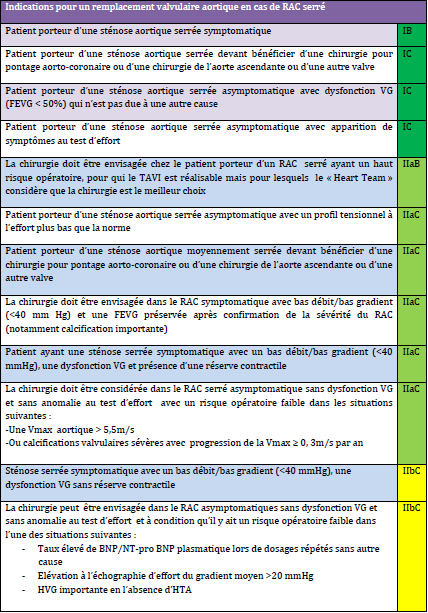 Indications pour un remplacement valvulaire aortique en cas de RAC serré
Patient porteur d'une sténose aortique serrée symptomatique
IB
Patient porteur d'une sténose aortique serrée devant bénéficier d'une chirurgie pour
pontage aorto-coronaire ou d'une chirurgie de l'aorte ascendante ou d'une autre valve
IC
Patient porteur d'une sténose aortique serrée asymptomatique avec dysfonction VG
(FEVG < 50%) qui n'est pas due à une autre cause
IC
Patient porteur d'une sténose aortique serrée asymptomatique avec apparition de
symptômes au test d'effort
IC
La chirurgie doit être envisagée chez le patient porteur d'un RAC serré ayant un haut
risque opératoire, pour qui le TAVI est réalisable mais pour lesquels le « Heart Team »
considère que la chirurgie est le meilleur choix
IIaB
Patient porteur d'une sténose aortique serrée asymptomatique avec un profil tensionnel à
l'effort plus bas que la norme
IIaC
Patient porteur d'une sténose aortique moyennement serrée devant bénéficier d'une
chirurgie pour pontage aorto-coronaire ou d'une chirurgie de l'aorte ascendante ou d'une
autre valve
IIaC
La chirurgie doit être envisagée dans le RAC symptomatique avec bas débit/bas gradient
(<40 mm Hg) et une FEVG préservée après confirmation de la sévérité du RAC
(notamment calcification importante)
IIaC
Patient ayant une sténose serrée symptomatique avec un bas débit/bas gradient (<40
mmHg), une dysfonction VG et présence d'une réserve contractile
IIaC
La chirurgie doit être considérée dans le RAC serré asymptomatique sans dysfonction VG
et sans anomalie au test d'effort avec un risque opératoire faible dans les situations
suivantes :
-Une Vmax aortique > 5,5m/s
-Ou calcifications valvulaires sévères avec progression de la Vmax ≥ 0, 3m/s par an
IIaC
Sténose serrée symptomatique avec un bas débit/bas gradient (<40 mmHg), une
dysfonction VG sans réserve contractile
IIbC
La chirurgie peut être envisagée dans le RAC asymptomatiques sans dysfonction VG et
sans anomalie au test d'effort et à condition qu'il y ait un risque opératoire faible dans
l'une des situations suivantes :
- Taux élevé de BNP/NT-pro BNP plasmatique lors de dosages répétés sans autre
cause
- Elévation à l'échographie d'effort du gradient moyen >20 mmHg
- HVG importante en l'absence d'HTA
IIbC